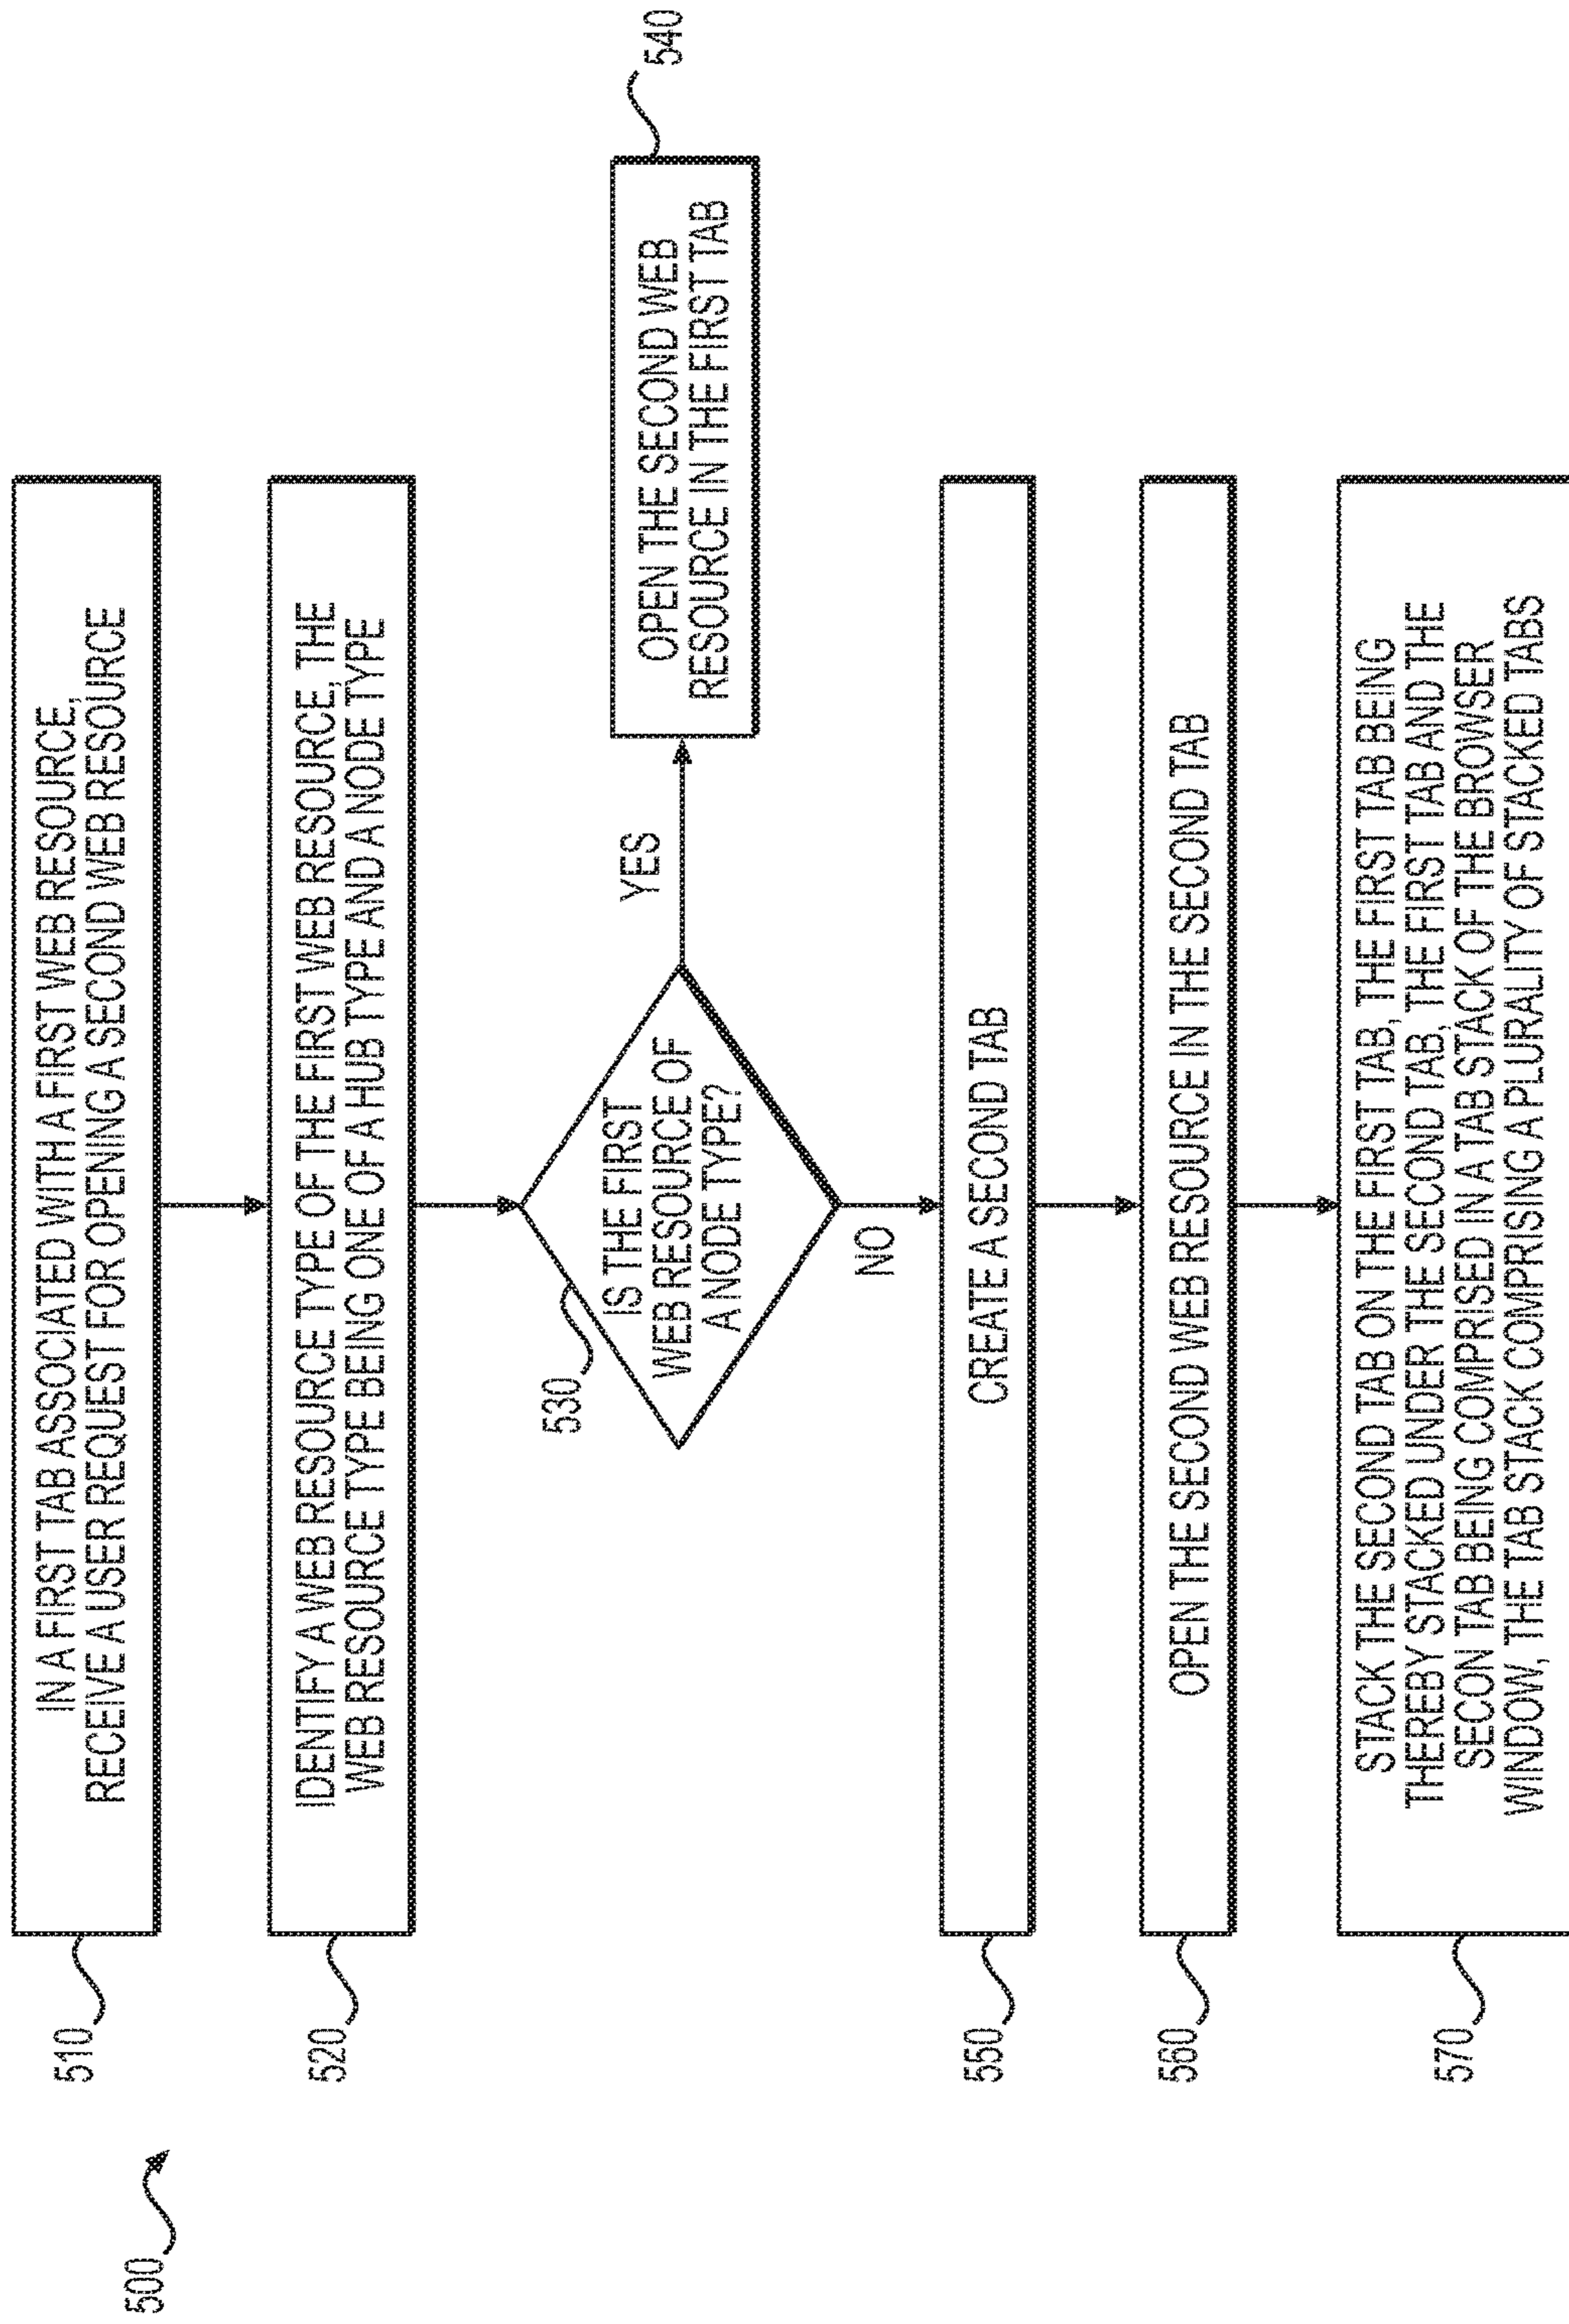 500
510
IN A FIRST TAB ASSOCIATED WITH A FIRST WEB RESOURCE,
RECEIVE A USER REQUEST FOR OPENING A SECOND WEB RESOURCE
520
IDENTIFY A WEB RESOURCE TYPE OF THE FIRST WEB RESOURCE, THE
WEB RESOURCE TYPE BEING ONE OF A HUB TYPE AND A NODE TYPE
530
IS THE FIRST
WEB RESOURCE OF
A NODE TYPE?
YES
540
OPEN THE SECOND WEB
RESOURCE IN THE FIRST TAB
NO
550
CREATE A SECOND TAB
560
OPEN THE SECOND WEB RESOURCE IN THE SECOND TAB
570
STACK THE SECOND TAB ON THE FIRST TAB, THE FIRST TAB BEING
THEREBY STACKED UNDER THE SECOND TAB, THE FIRST TAB AND THE
SECON TAB BEING COMPRISED IN A TAB STACK OF THE BROWSER
WINDOW, THE TAB STACK COMPRISING A PLURALITY OF STACKED TABS